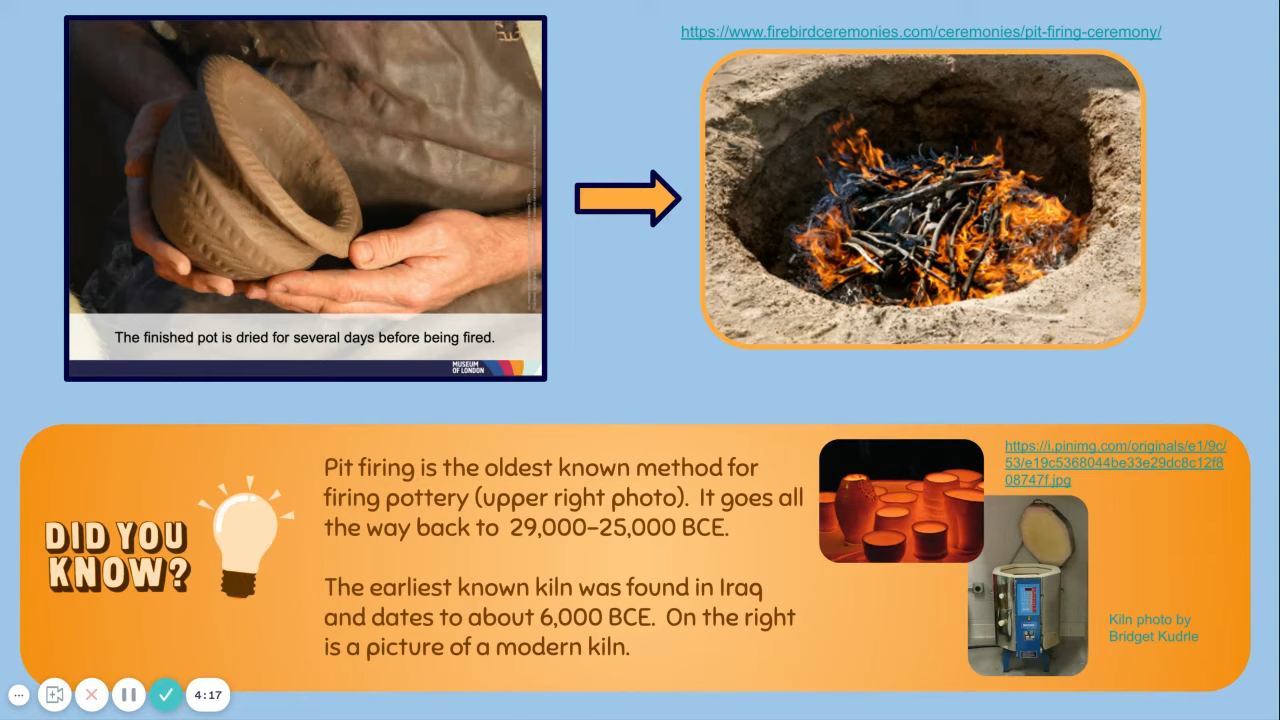 https://www.firebirdceremonies.com/ceremonies/pit-firing-ceremony/
The finished pot is dried for several days before being fired.
MUSEUM
OF LONDON
DID YOU
KNOW?
Pit firing is the oldest known method for
firing pottery (upper right photo).  It goes all
the way back to  29,000–25,000 BCE.
The earliest known kiln was found in Iraq
and dates to about 6,000 BCE.  On the right
is a picture of a modern kiln.
https://i.pinimg.com/originals/e1/9c/
53/e19c5368044be33e29dc8c12f8
08747f.jpg
Kiln photo by
Bridget Kudrle
4:17